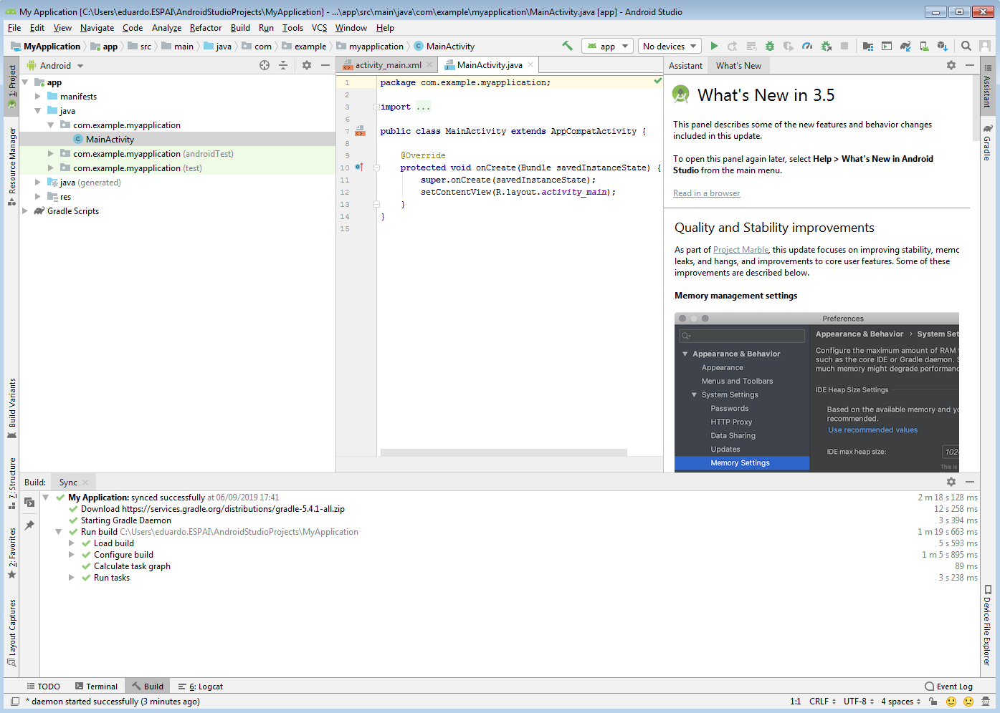 My Application [C:\Users\eduardo.ESPAI\AndroidStudioProjects\MyApplication] - ...\app\src\main\java\com\example\myapplication\MainActivity.java [app] - Android Studio
File Edit View Navigate Code Analyze Refactor Build Run Tools VCS Window Help
MyApplication app src main java com example myapplication MainActivity app No devices
1: Project
Resource Manager
Build Variants
7: Structure
2: Favorites
Layout Captures
Android
app
manifests
java
com.example.myapplication
MainActivity
com.example.myapplication (androidTest)
com.example.myapplication (test)
java (generated)
res
Gradle Scripts
activity_main.xml MainActivity.java
1 package com.example.myapplication;
2
3 import ...
6
7 public class MainActivity extends AppCompatActivity {
8
9 @Override
10 protected void onCreate(Bundle savedInstanceState) {
11 super.onCreate(savedInstanceState);
12 setContentView(R.layout.activity_main);
13 }
14 }
15
Assistant What's New
What's New in 3.5
This panel describes some of the new features and behavior changes
included in this update.
To open this panel again later, select Help > What's New in Android
Studio from the main menu.
Read in a browser
Quality and Stability improvements
As part of Project Marble, this update focuses on improving stability, memo
leaks, and hangs, and improvements to core user features. Some of these
improvements are described below.
Memory management settings
Preferences
Appearance & Behavior
Appearance
Menus and Toolbars
System Settings
Passwords
HTTP Proxy
Data Sharing
Updates
Memory Settings
Appearance & Behavior › System Set
Configure the maximum amount of RAM
such as the core IDE or Gradle daemon.
much memory might degrade performanc
IDE Heap Size Settings
Based on the available memory and yo
recommended.
Use recommended values
IDE max heap size: 102
This is
Assistant
Gradle
Device File Explorer
Build: Sync
My Application: synced successfully at 06/09/2019 17:41 2 m 18 s 128 ms
Download https://services.gradle.org/distributions/gradle-5.4.1-all.zip 12 s 258 ms
Starting Gradle Daemon 3 s 394 ms
Run build C:\Users\eduardo.ESPAI\AndroidStudioProjects\MyApplication 1 m 19 s 663 ms
Load build 5 s 593 ms
Configure build 1 m 5 s 895 ms
Calculate task graph 89 ms
Run tasks 3 s 238 ms
TODO Terminal Build 6: Logcat Event Log
* daemon started successfully (3 minutes ago) 1:1 CRLF UTF-8 4 spaces